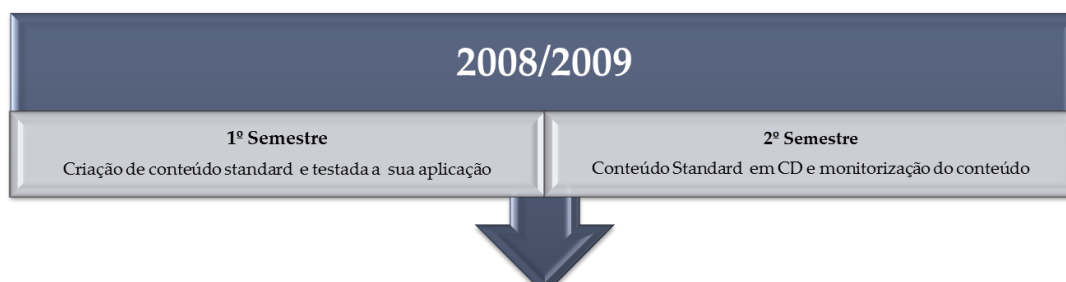 2008/2009
1º Semestre
Criação de conteúdo standard e testada a sua aplicação
2º Semestre
Conteúdo Standard em CD e monitorização do conteúdo